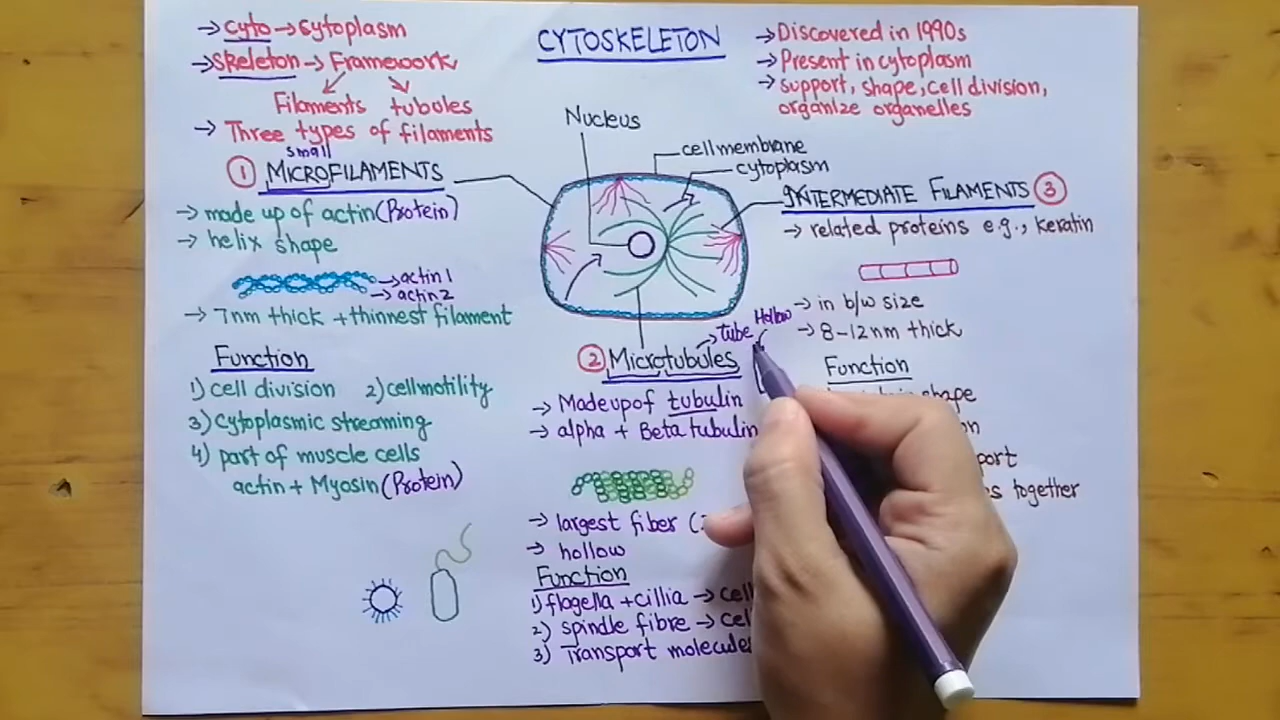 CYTOSKELETON
→ Cyto → Cytoplasm
→ Skeleton → Framework
Filaments tubules
→ Three types of filaments
→ Discovered in 1990s
→ Present in cytoplasm
→ support, shape, cell division,
organize organelles
Nucleus
cell membrane
cytoplasm
small
① MICROFILAMENTS
→ made up of actin (Protein)
→ helix shape
→ actin 1
→ actin 2
→ 7nm thick + thinnest filament
Function
1) cell division 2) cell motility
3) Cytoplasmic streaming
4) part of muscle cells
actin + Myosin (Protein)
→ tube Hollow
② Microtubules
→ Made up of tubulin
→ alpha + Beta tubulin
→ largest fiber
→ hollow
Function
1) flagella + cillia → cell
2) spindle fibre →
3) Transport molecules
INTERMEDIATE FILAMENTS ③
→ related proteins e.g., keratin
→ in b/w size
→ 8-12nm thick
Function
shape
together